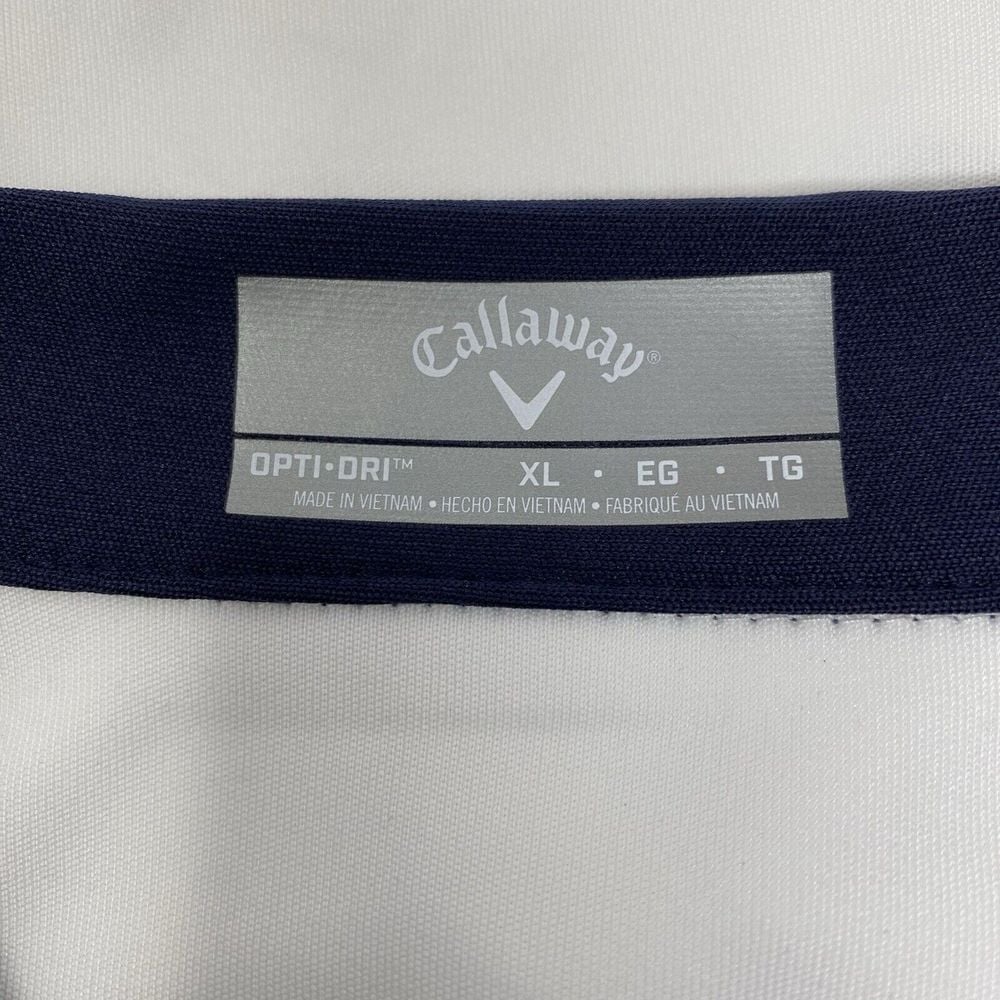 Callaway®
OPTI•DRI™ XL • EG • TG
MADE IN VIETNAM • HECHO EN VIETNAM • FABRIQUÉ AU VIETNAM